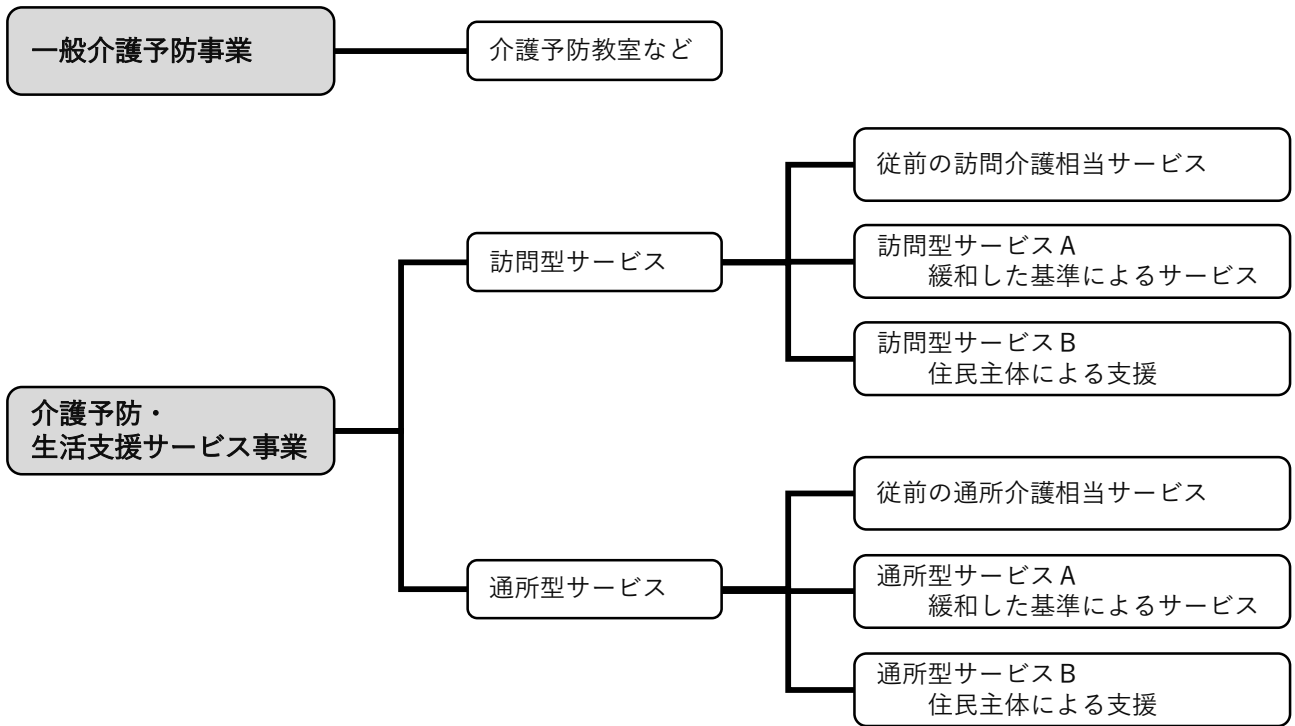 一般介護予防事業
介護予防教室など
介護予防・
生活支援サービス事業
訪問型サービス
従前の訪問介護相当サービス
訪問型サービスA
緩和した基準によるサービス
訪問型サービスB
住民主体による支援
通所型サービス
従前の通所介護相当サービス
通所型サービスA
緩和した基準によるサービス
通所型サービスB
住民主体による支援